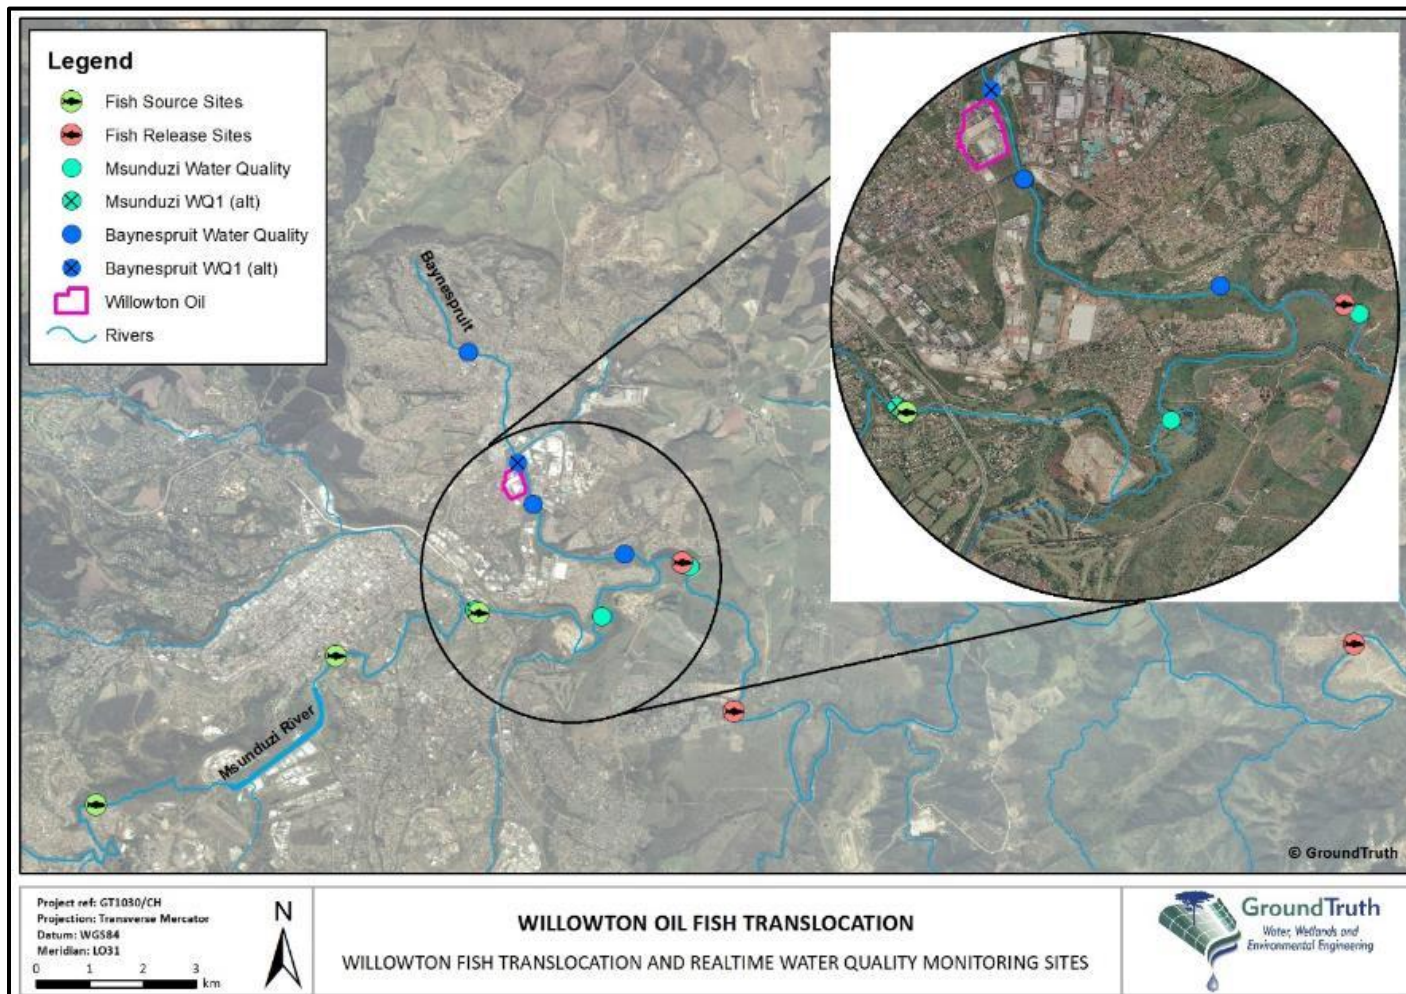 Legend
Fish Source Sites
Fish Release Sites
Msunduzi Water Quality
Msunduzi WQ1 (alt)
Baynespruit Water Quality
Baynespruit WQ1 (alt)
Willowton Oil
Rivers
Baynespruit
Msunduzi River
© GroundTruth
Project ref: GT1030/CH
Projection: Transverse Mercator
Datum: WGS84
Meridian: LO31
0 1 2 3
km
N
WILLOWTON OIL FISH TRANSLOCATION
WILLOWTON FISH TRANSLOCATION AND REALTIME WATER QUALITY MONITORING SITES
GroundTruth
Water, Wetlands and
Environmental Engineering